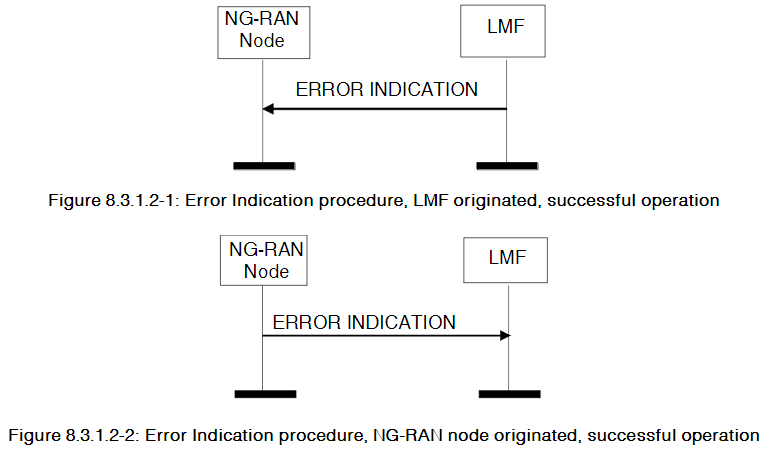 NG-RAN
Node
LMF
ERROR INDICATION
Figure 8.3.1.2-1: Error Indication procedure, LMF originated, successful operation
NG-RAN
Node
LMF
ERROR INDICATION
Figure 8.3.1.2-2: Error Indication procedure, NG-RAN node originated, successful operation